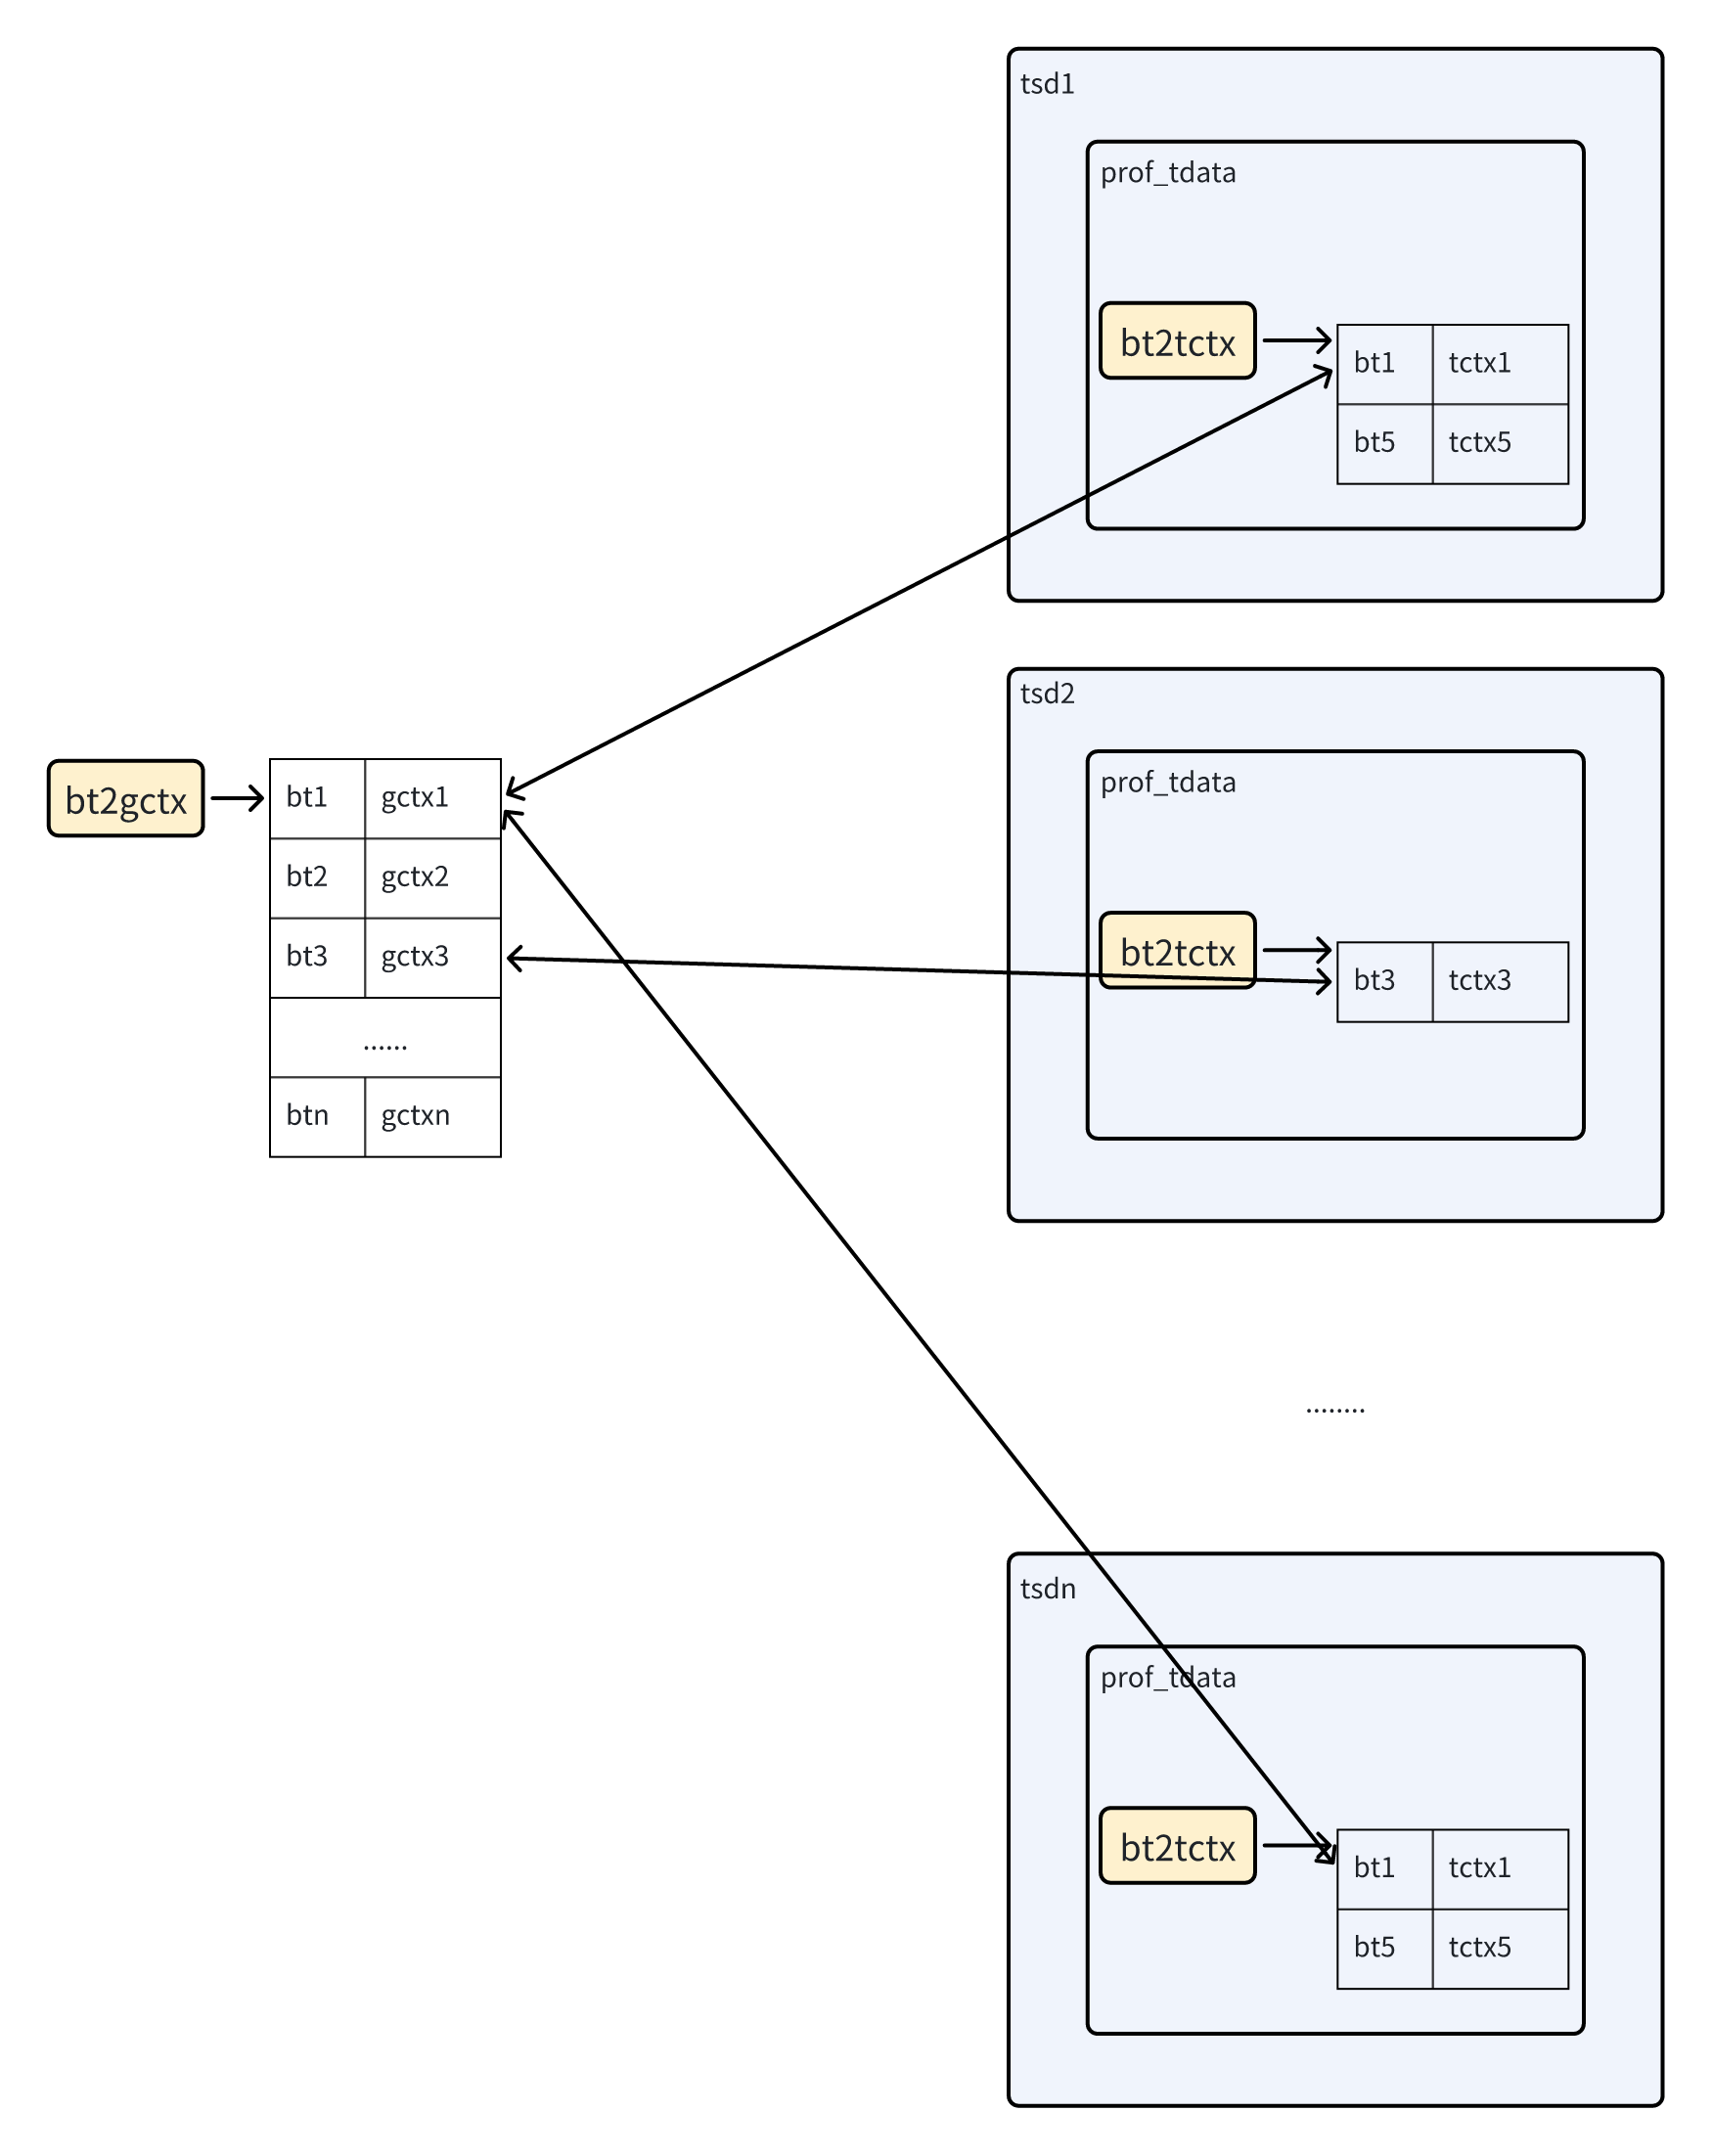 tsd1
prof_tdata
bt2tctx
bt1 tctx1
bt5 tctx5
tsd2
prof_tdata
bt2gctx
bt1 gctx1
bt2 gctx2
bt3 gctx3
......
btn gctxn
bt2tctx
bt3 tctx3
........
tsdn
prof_tdata
bt2tctx
bt1 tctx1
bt5 tctx5